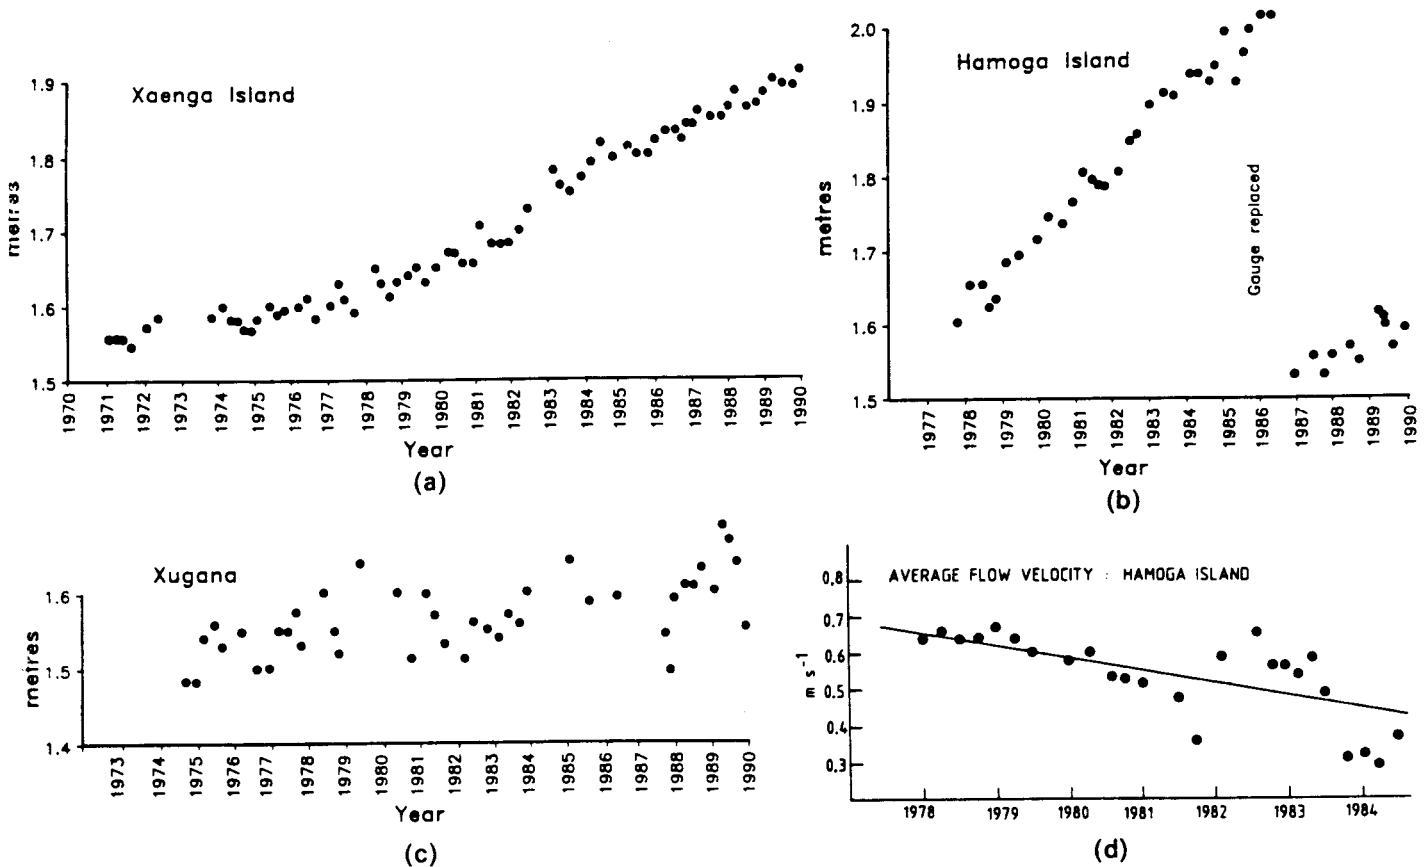 Xaenga Island
1.9
1.8
1.7
1.6
1.5
metres
1970 1971 1972 1973 1974 1975 1976 1977 1978 1979 1980 1981 1982 1983 1984 1985 1986 1987 1988 1989 1990
Year
(a)
Hamoga Island
2.0
1.9
1.8
1.7
1.6
1.5
metres
Gauge replaced
1977 1978 1979 1980 1981 1982 1983 1984 1985 1986 1987 1988 1989 1990
Year
(b)
Xugana
1.6
1.5
1.4
metres
1973 1974 1975 1976 1977 1978 1979 1980 1981 1982 1983 1984 1985 1986 1987 1988 1989 1990
Year
(c)
AVERAGE FLOW VELOCITY : HAMOGA ISLAND
0,8
0.7
0.6
0.5
0.4
0.3
m s⁻¹
1978 1979 1980 1981 1982 1983 1984
(d)